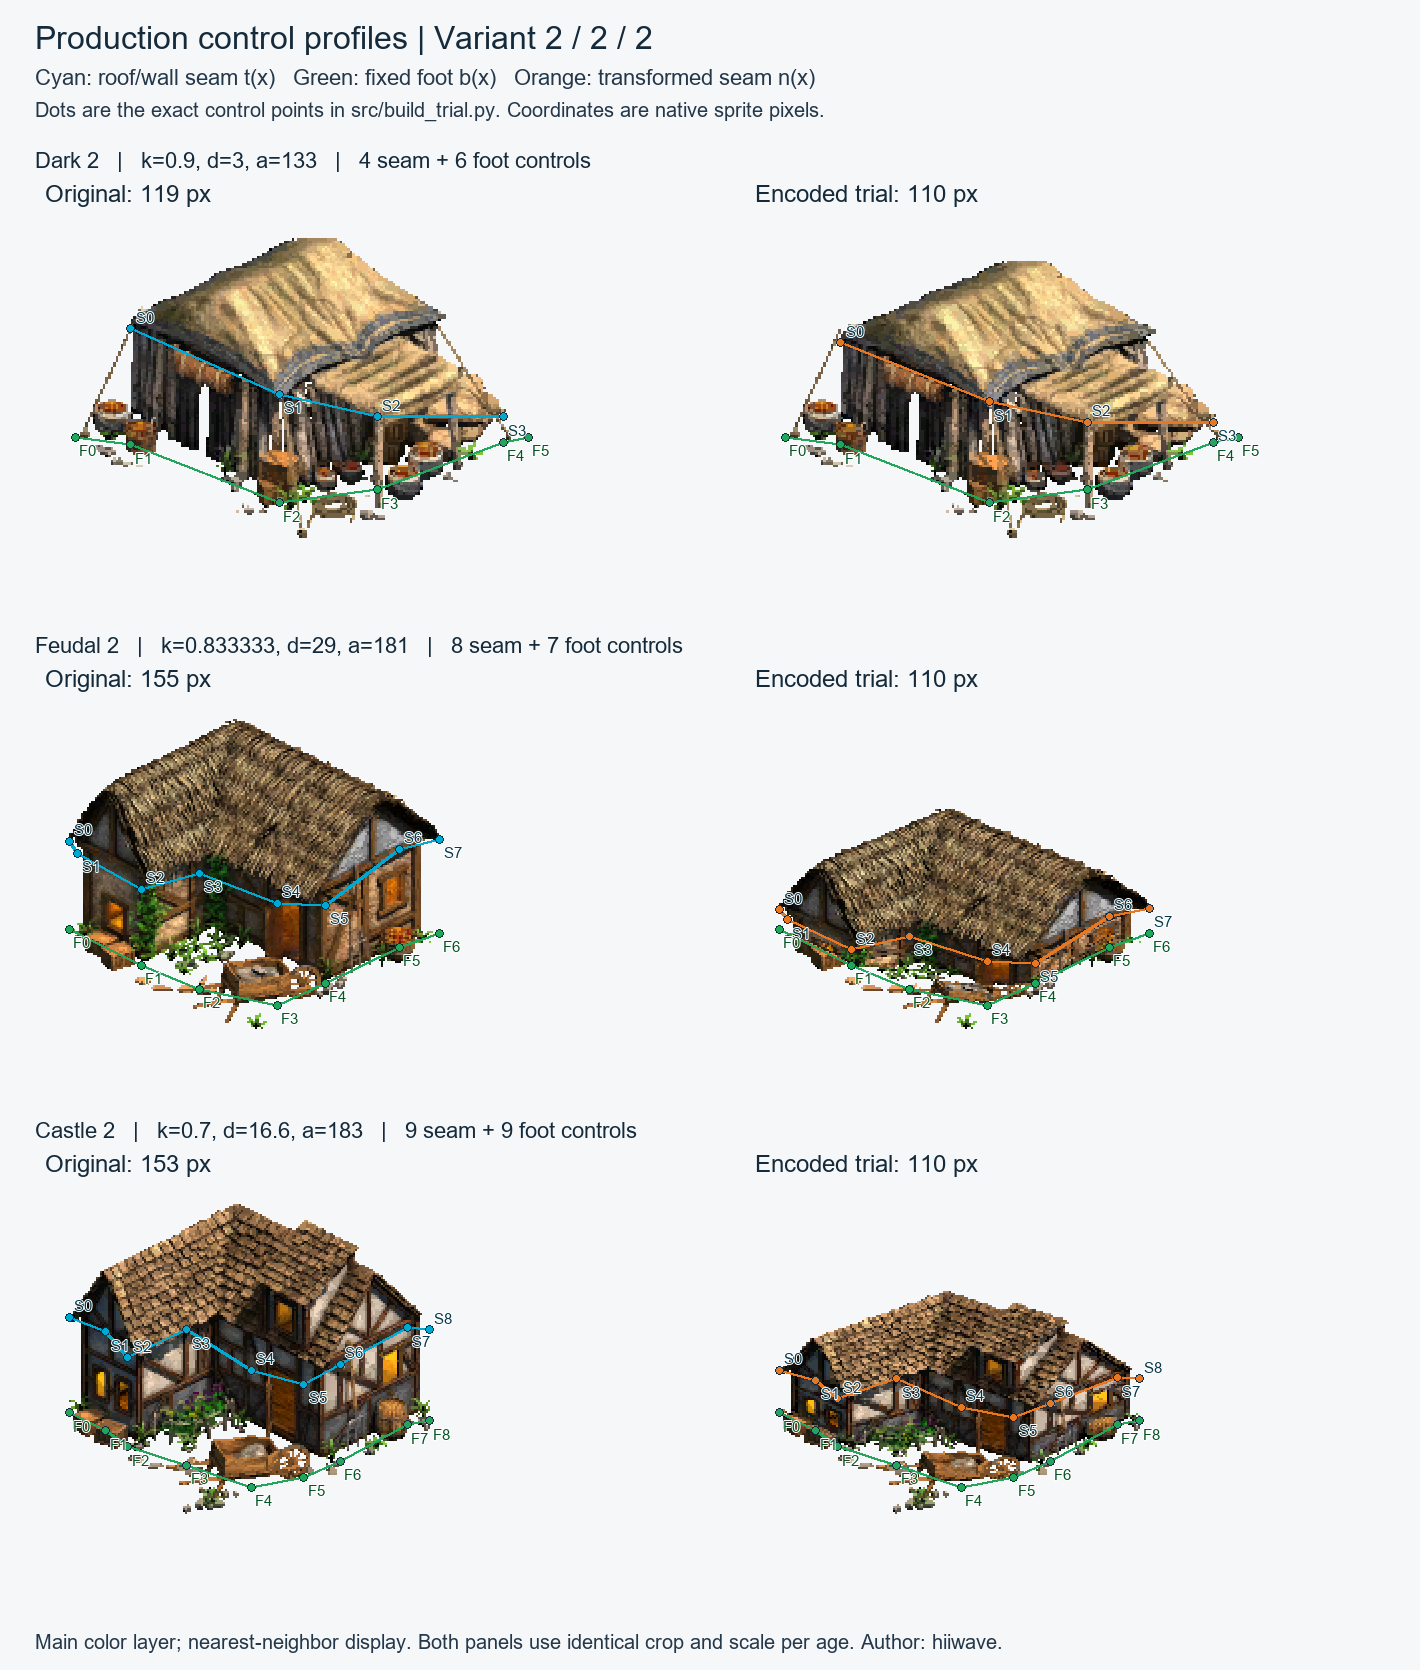 Production control profiles | Variant 2 / 2 / 2
Cyan: roof/wall seam t(x)   Green: fixed foot b(x)   Orange: transformed seam n(x)
Dots are the exact control points in src/build_trial.py. Coordinates are native sprite pixels.
Dark 2   |   k=0.9, d=3, a=133   |   4 seam + 6 foot controls
Original: 119 px
Encoded trial: 110 px
S0
S1
S2
S3
F0
F1
F2
F3
F4
F5
S0
S1
S2
S3
F0
F1
F2
F3
F4
F5
Feudal 2   |   k=0.833333, d=29, a=181   |   8 seam + 7 foot controls
Original: 155 px
Encoded trial: 110 px
S0
S1
S2
S3
S4
S5
S6
S7
F0
F1
F2
F3
F4
F5
F6
S0
S1
S2
S3
S4
S5
S6
S7
F0
F1
F2
F3
F4
F5
F6
Castle 2   |   k=0.7, d=16.6, a=183   |   9 seam + 9 foot controls
Original: 153 px
Encoded trial: 110 px
S0
S1
S2
S3
S4
S5
S6
S7
S8
F0
F1
F2
F3
F4
F5
F6
F7
F8
S0
S1
S2
S3
S4
S5
S6
S7
S8
F0
F1
F2
F3
F4
F5
F6
F7
F8
Main color layer; nearest-neighbor display. Both panels use identical crop and scale per age. Author: hiiwave.